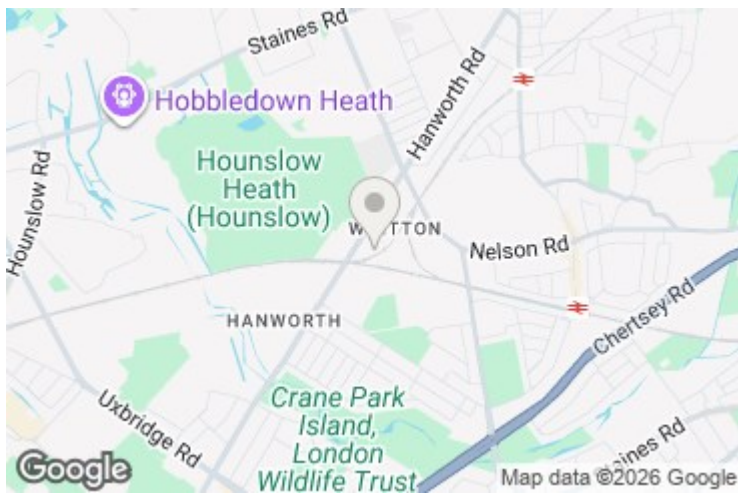 Staines Rd
Hanworth Rd
Hobbledown Heath
Hounslow Rd
Hounslow
Heath
(Hounslow)
W TTON
Nelson Rd
HANWORTH
Chertsey Rd
Uxbridge Rd
Crane Park
Island,
London
Wildlife Trust
Staines Rd
Google
Map data ©2026 Google